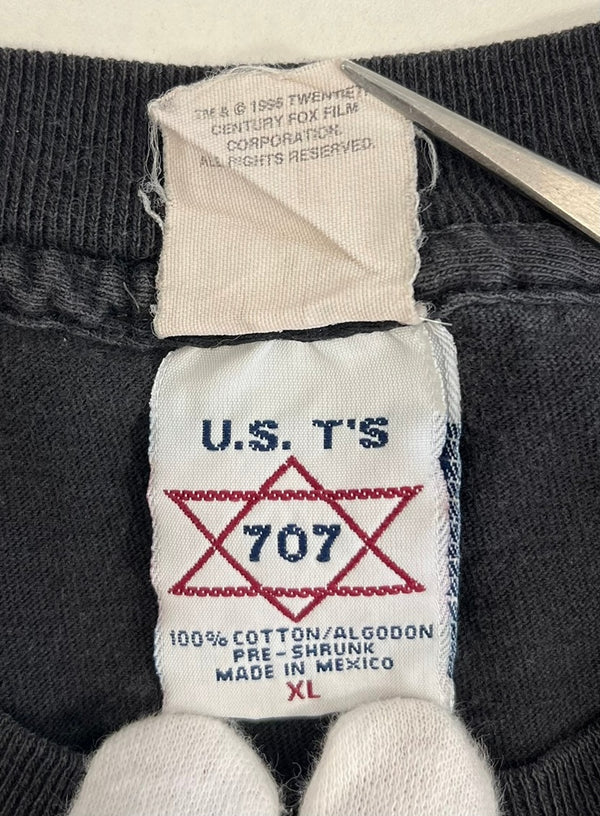 TM & © 1996 TWENTIETH
CENTURY FOX FILM
CORPORATION.
ALL RIGHTS RESERVED.
U.S. T'S
707
100% COTTON/ALGODON
PRE-SHRUNK
MADE IN MEXICO
XL